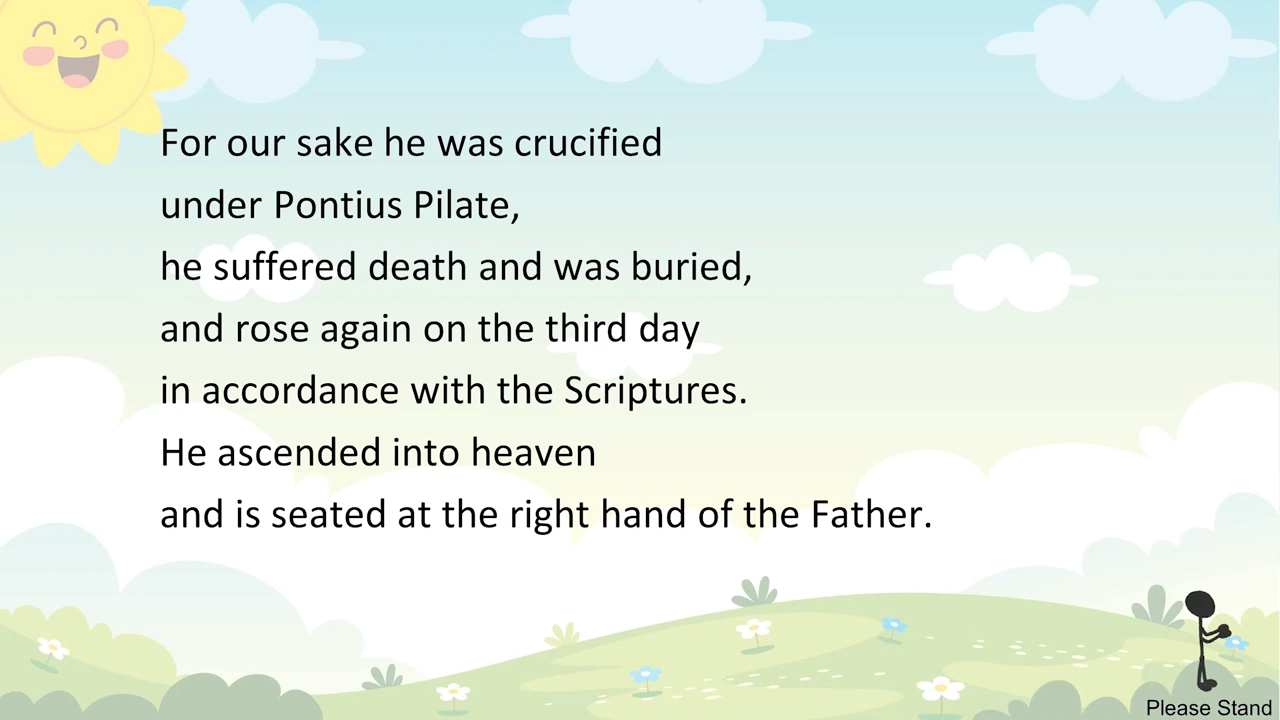 For our sake he was crucified
under Pontius Pilate,
he suffered death and was buried,
and rose again on the third day
in accordance with the Scriptures.
He ascended into heaven
and is seated at the right hand of the Father.
Please Stand